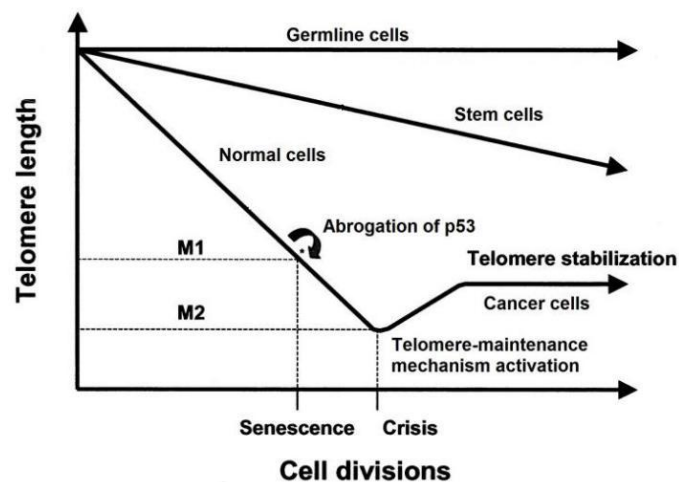 Germline cells
Stem cells
Normal cells
Telomere length
Abrogation of p53
M1
Telomere stabilization
Cancer cells
M2
Telomere-maintenance
mechanism activation
Senescence
Crisis
Cell divisions